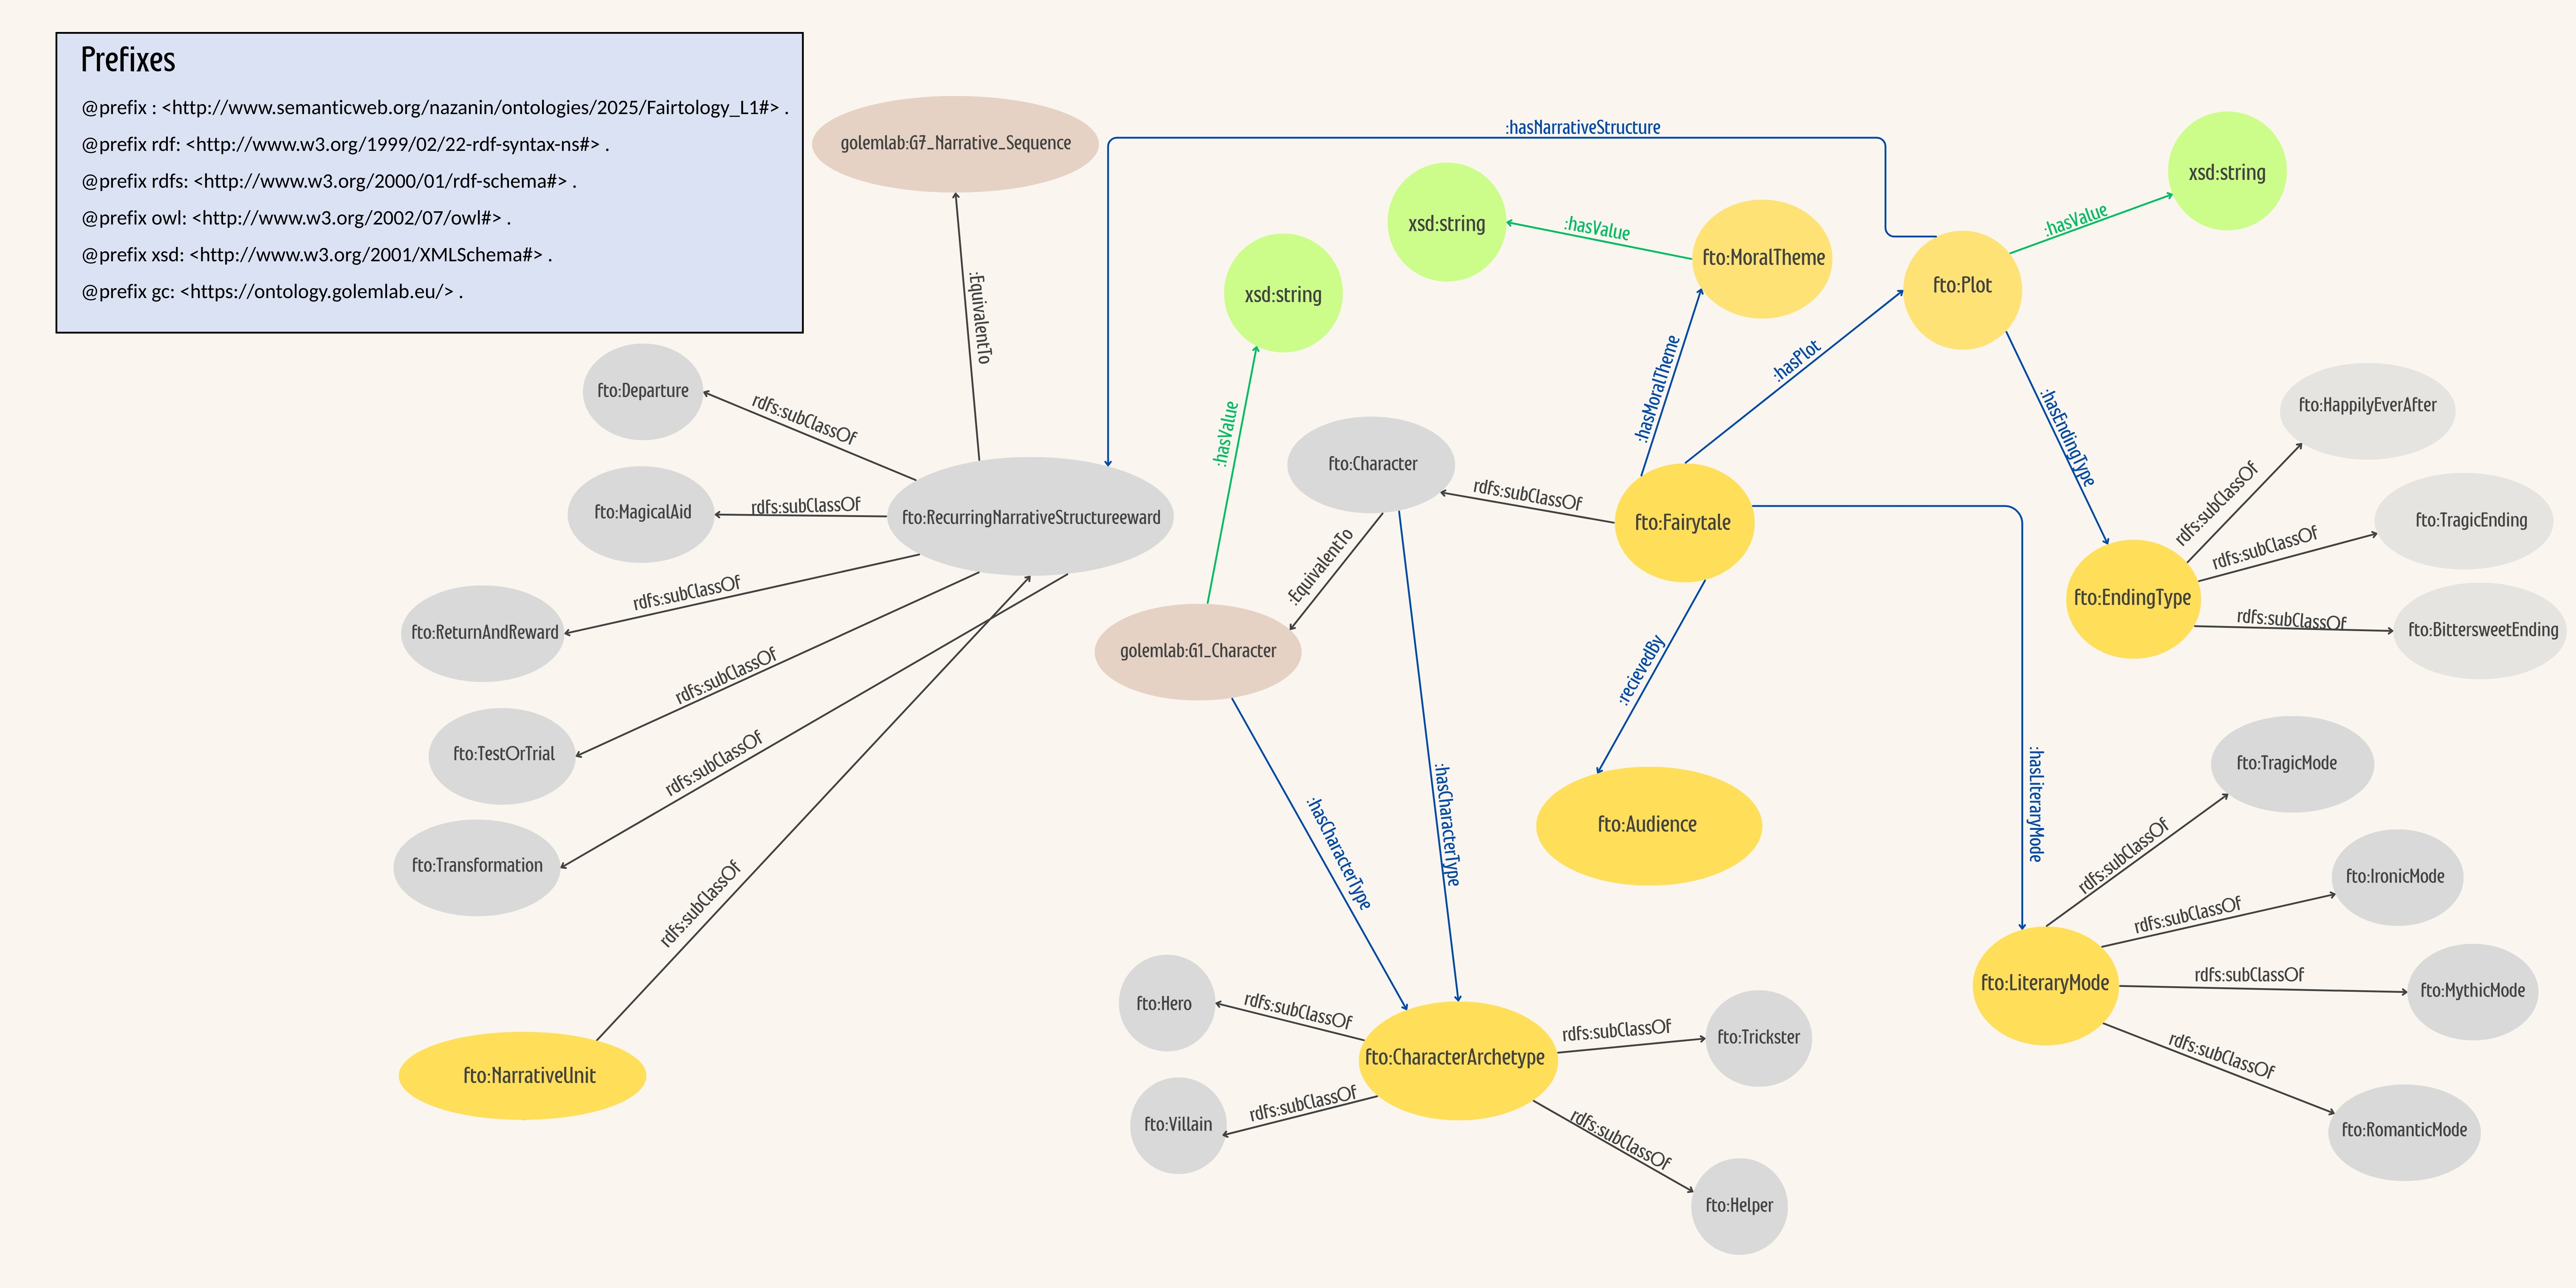 Prefixes
@prefix : <http://www.semanticweb.org/nazanin/ontologies/2025/Fairtology_L1#> .
@prefix rdf: <http://www.w3.org/1999/02/22-rdf-syntax-ns#> .
@prefix rdfs: <http://www.w3.org/2000/01/rdf-schema#> .
@prefix owl: <http://www.w3.org/2002/07/owl#> .
@prefix xsd: <http://www.w3.org/2001/XMLSchema#> .
@prefix gc: <https://ontology.golemlab.eu/> .
golemlab:G7_Narrative_Sequence
:EquivalentTo
:hasNarrativeStructure
fto:Departure
rdfs:subClassOf
fto:MagicalAid
rdfs:subClassOf
fto:RecurringNarrativeStructureeward
fto:ReturnAndReward
rdfs:subClassOf
fto:TestOrTrial
rdfs:subClassOf
fto:Transformation
rdfs:subClassOf
rdfs:subClassOf
fto:NarrativeUnit
xsd:string
:hasValue
xsd:string
:hasValue
fto:MoralTheme
xsd:string
:hasValue
fto:Plot
:hasMoralTheme
:hasPlot
:hasEndingType
fto:Character
rdfs:subClassOf
fto:Fairytale
:EquivalentTo
golemlab:G1_Character
:recievedBy
fto:Audience
:hasCharacterType
:hasCharacterType
:hasLiteraryMode
fto:HappilyEverAfter
rdfs:subClassOf
fto:TragicEnding
rdfs:subClassOf
fto:EndingType
rdfs:subClassOf
fto:BittersweetEnding
fto:TragicMode
rdfs:subClassOf
fto:IronicMode
rdfs:subClassOf
fto:LiteraryMode
rdfs:subClassOf
fto:MythicMode
rdfs:subClassOf
fto:RomanticMode
fto:Hero
rdfs:subClassOf
fto:CharacterArchetype
rdfs:subClassOf
fto:Trickster
fto:Villain
rdfs:subClassOf
rdfs:subClassOf
fto:Helper